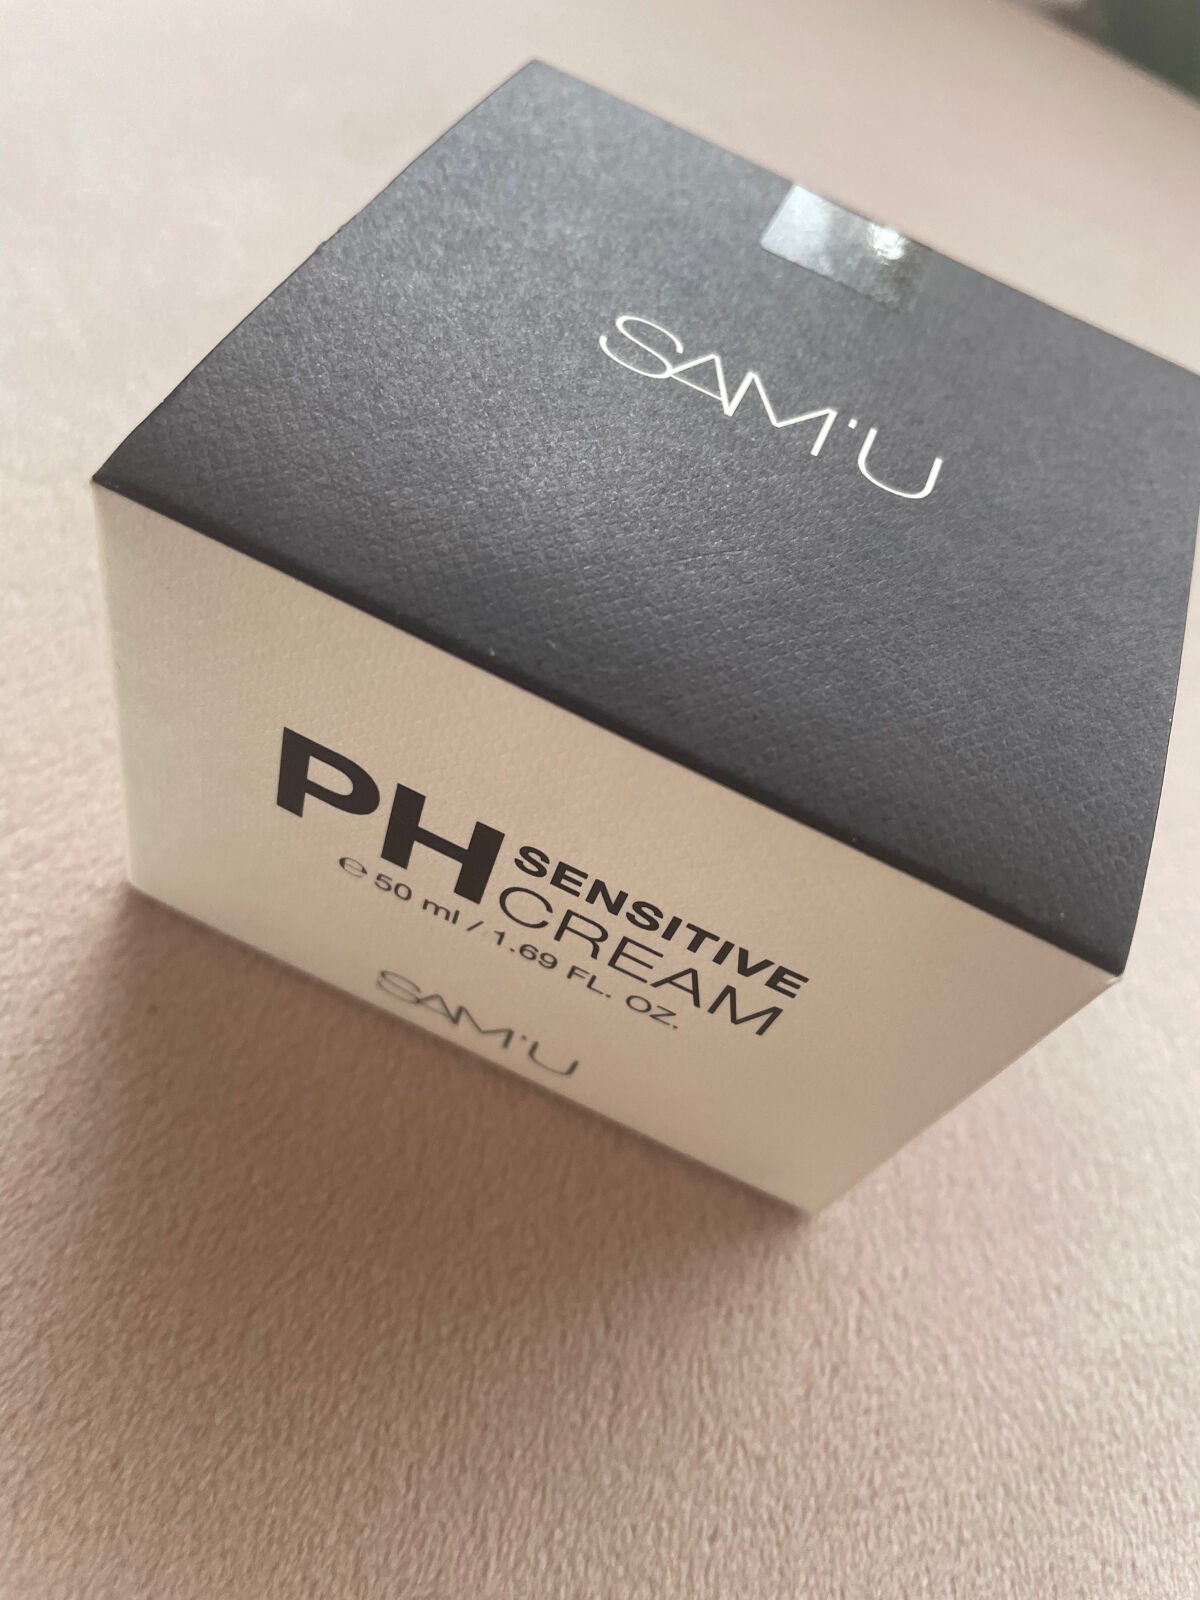 SAM'U
PH SENSITIVE
CREAM
℮ 50 ml / 1.69 FL. OZ.
SAM'U